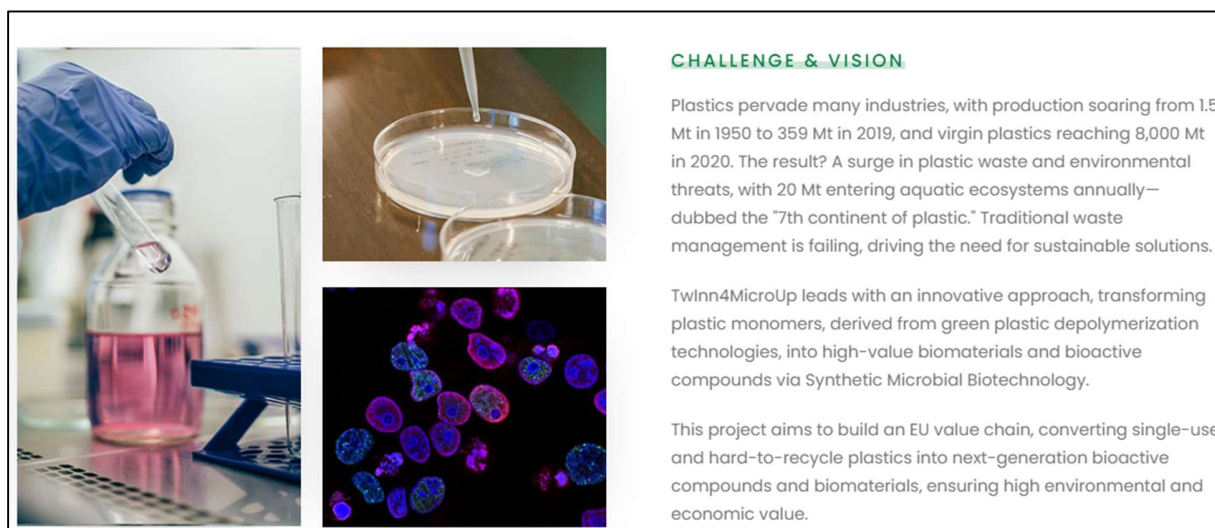 CHALLENGE & VISION
Plastics pervade many industries, with production soaring from 1.5
Mt in 1950 to 359 Mt in 2019, and virgin plastics reaching 8,000 Mt
in 2020. The result? A surge in plastic waste and environmental
threats, with 20 Mt entering aquatic ecosystems annually—
dubbed the "7th continent of plastic." Traditional waste
management is failing, driving the need for sustainable solutions.
TwInn4MicroUp leads with an innovative approach, transforming
plastic monomers, derived from green plastic depolymerization
technologies, into high-value biomaterials and bioactive
compounds via Synthetic Microbial Biotechnology.
This project aims to build an EU value chain, converting single-use
and hard-to-recycle plastics into next-generation bioactive
compounds and biomaterials, ensuring high environmental and
economic value.